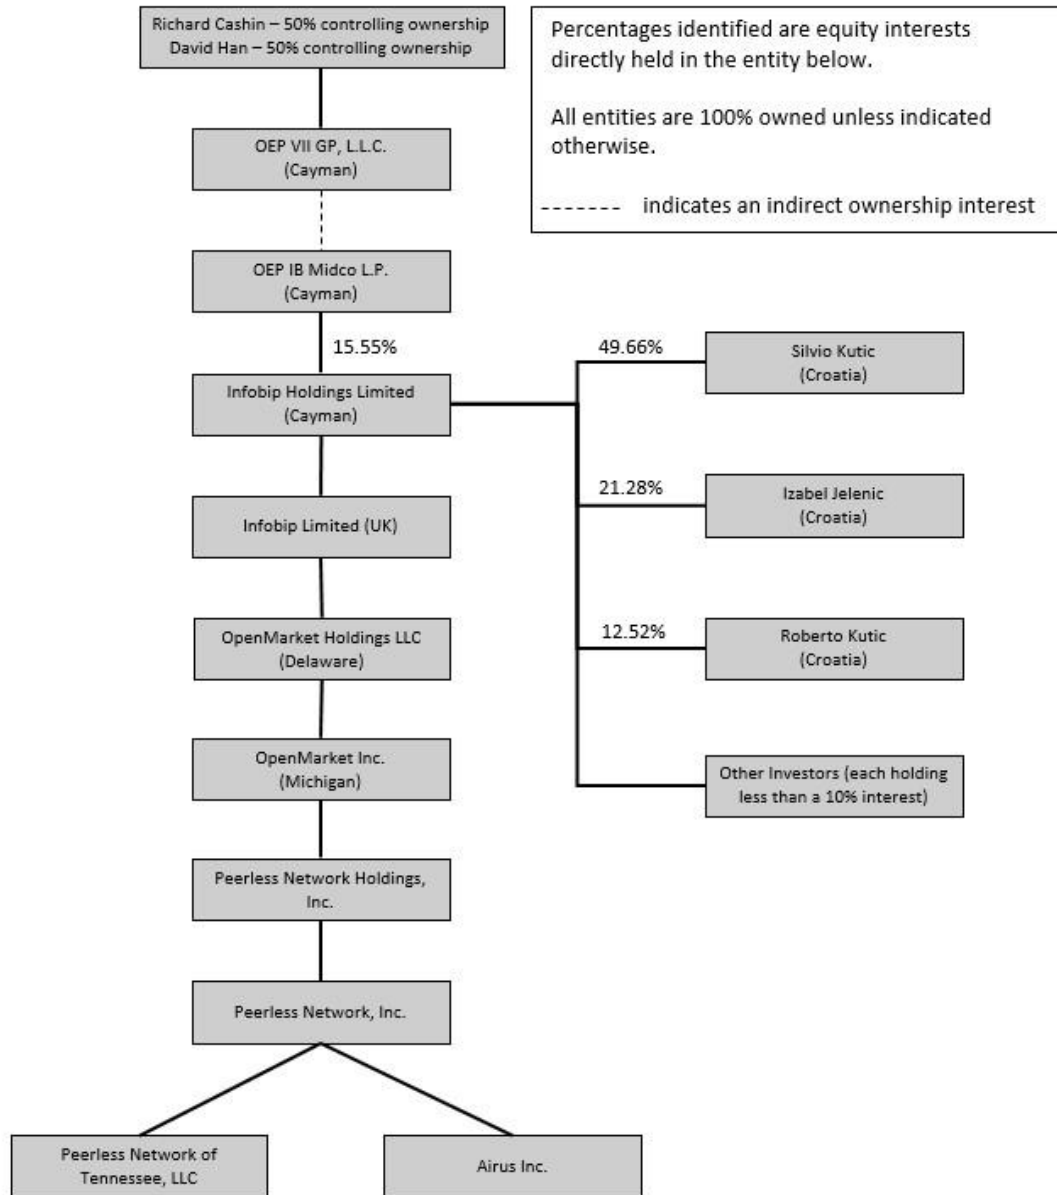 Richard Cashin – 50% controlling ownership
David Han – 50% controlling ownership
Percentages identified are equity interests
directly held in the entity below.
All entities are 100% owned unless indicated
otherwise.
------- indicates an indirect ownership interest
OEP VII GP, L.L.C.
(Cayman)
OEP IB Midco L.P.
(Cayman)
15.55%
49.66%
Silvio Kutic
(Croatia)
Infobip Holdings Limited
(Cayman)
21.28%
Izabel Jelenic
(Croatia)
Infobip Limited (UK)
OpenMarket Holdings LLC
(Delaware)
12.52%
Roberto Kutic
(Croatia)
OpenMarket Inc.
(Michigan)
Other Investors (each holding
less than a 10% interest)
Peerless Network Holdings,
Inc.
Peerless Network, Inc.
Peerless Network of
Tennessee, LLC
Airus Inc.